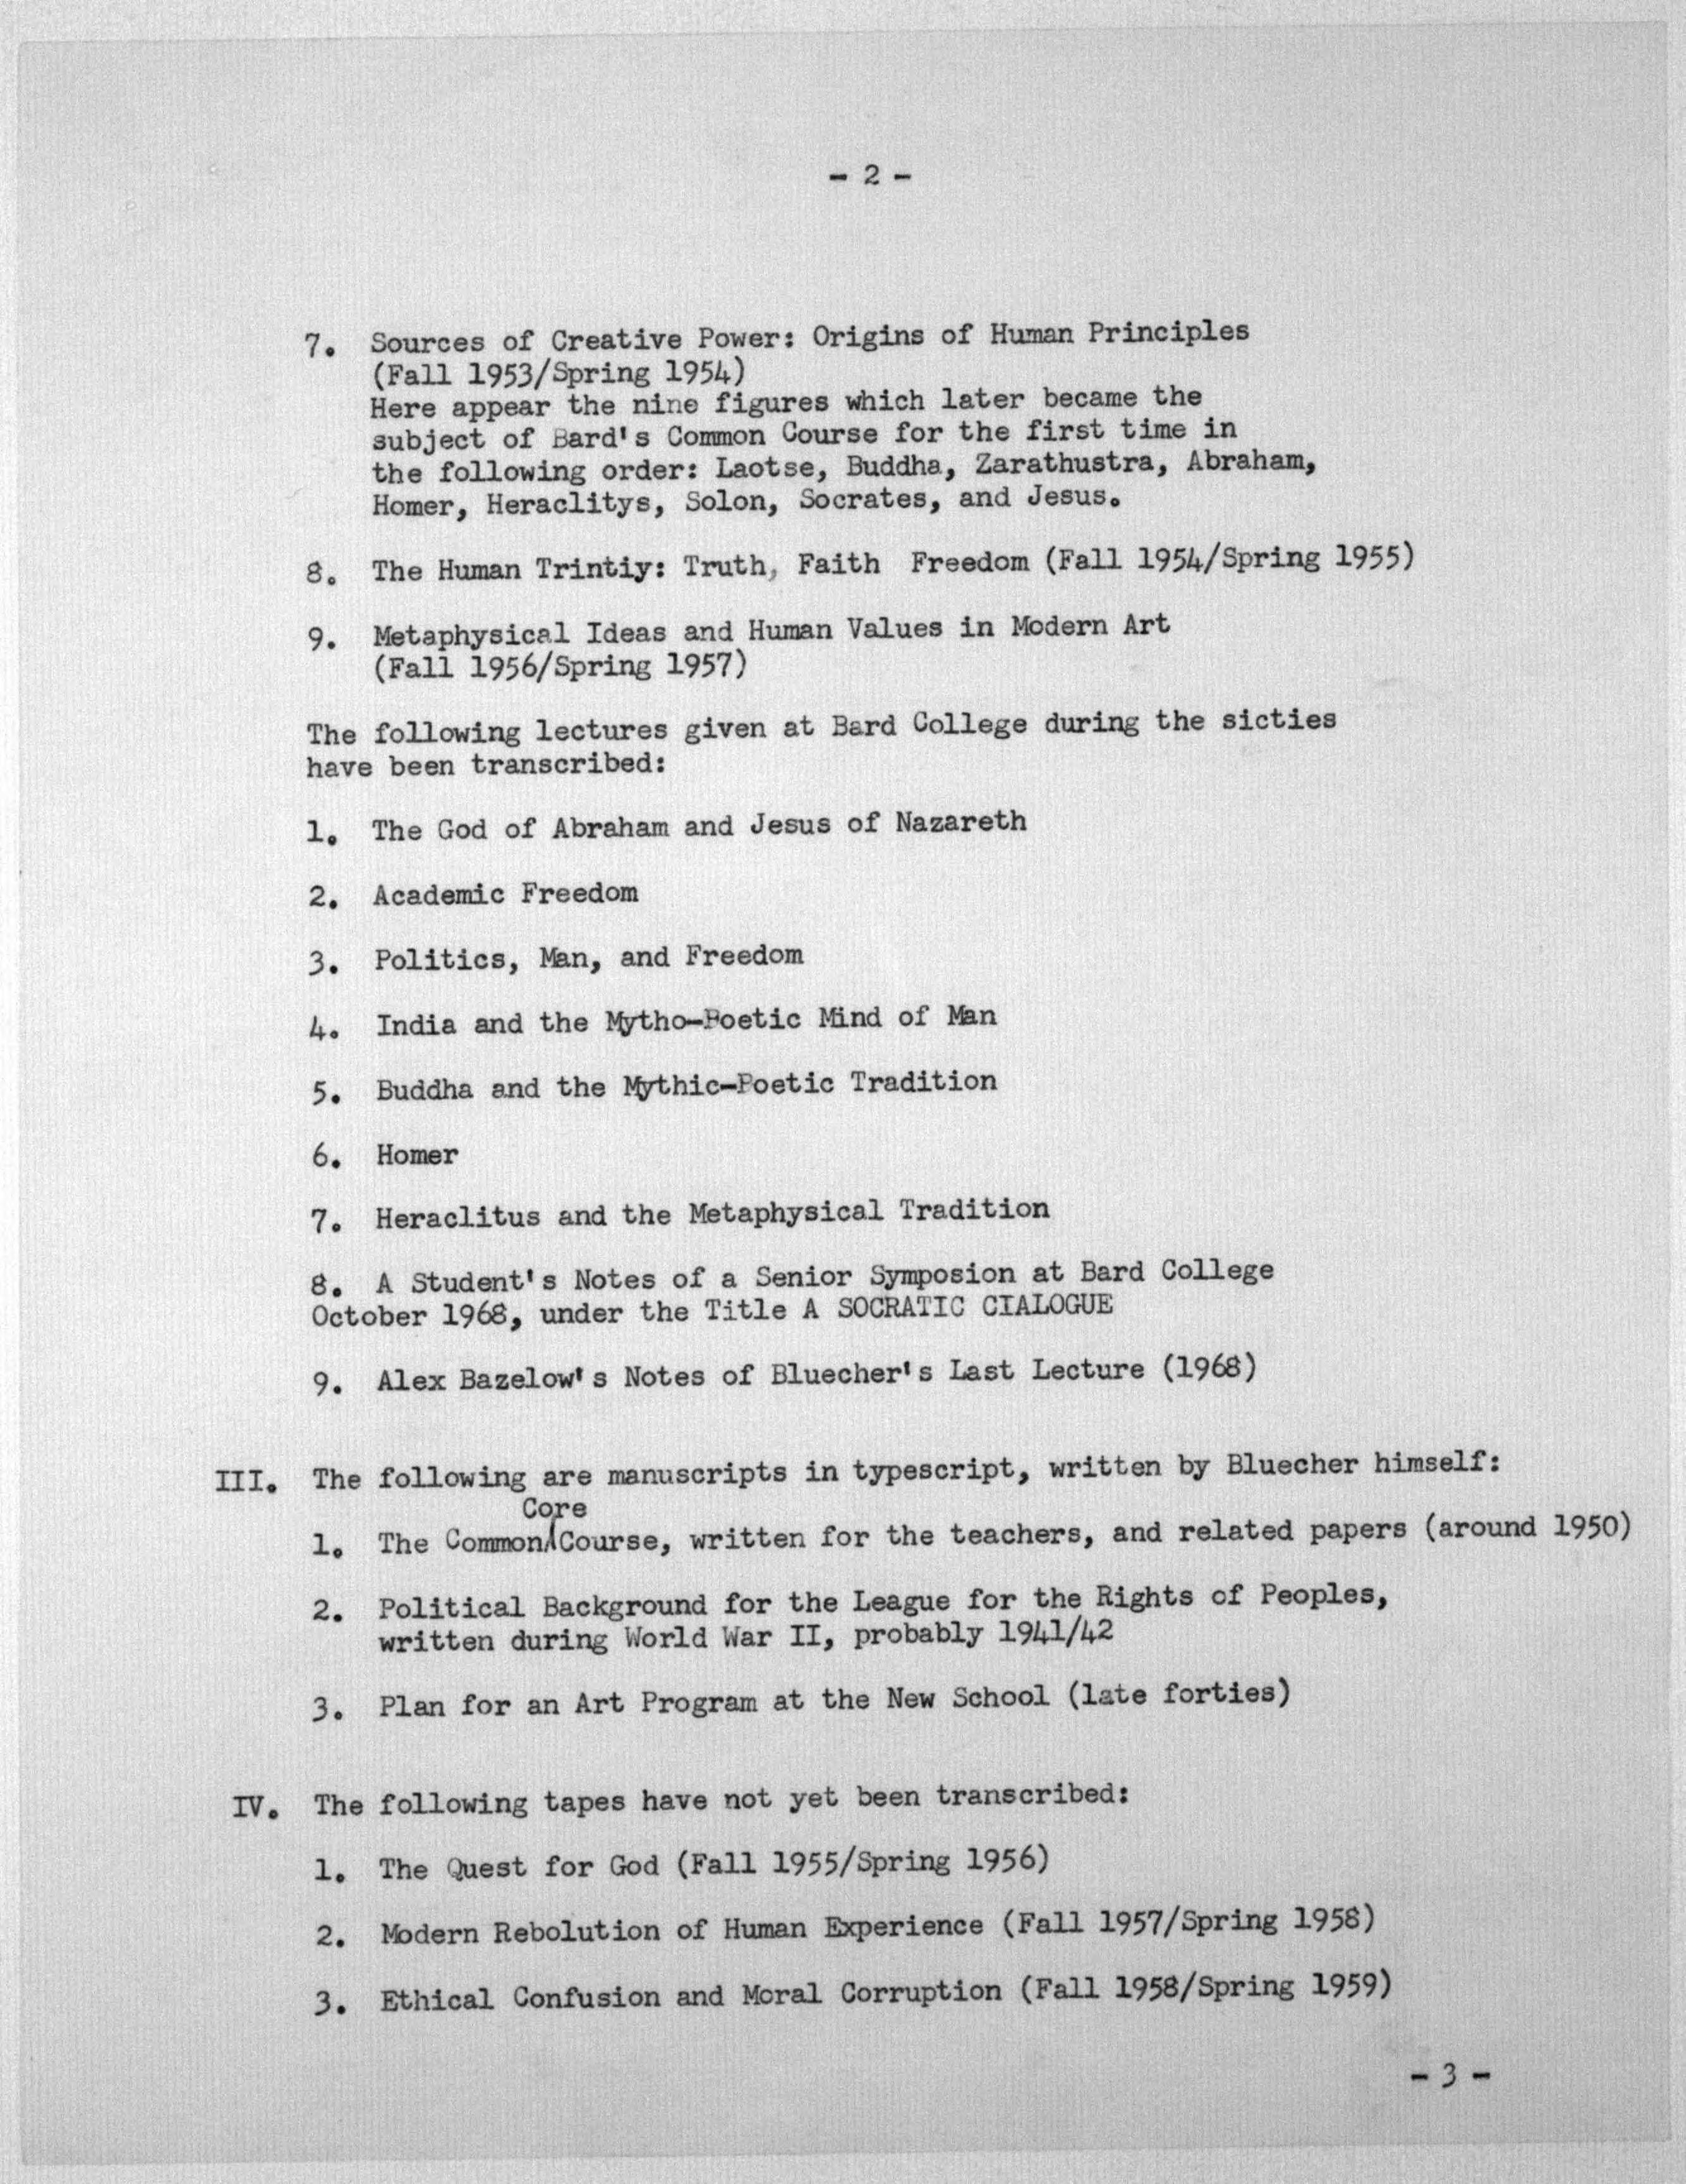 - 2 -
7. Sources of Creative Power: Origins of Human Principles
(Fall 1953/Spring 1954)
Here appear the nine figures which later became the
subject of Bard's Common Course for the first time in
the following order: Laotse, Buddha, Zarathustra, Abraham,
Homer, Heraclitys, Solon, Socrates, and Jesus.
8. The Human Trintiy: Truth, Faith Freedom (Fall 1954/Spring 1955)
9. Metaphysical Ideas and Human Values in Modern Art
(Fall 1956/Spring 1957)
The following lectures given at Bard College during the sicties
have been transcribed:
1. The God of Abraham and Jesus of Nazareth
2. Academic Freedom
3. Politics, Man, and Freedom
4. India and the Mytho-Poetic Mind of Man
5. Buddha and the Mythic-Poetic Tradition
6. Homer
7. Heraclitus and the Metaphysical Tradition
8. A Student's Notes of a Senior Symposion at Bard College
October 1968, under the Title A SOCRATIC CIALOGUE
9. Alex Bazelow's Notes of Bluecher's Last Lecture (1968)
III. The following are manuscripts in typescript, written by Bluecher himself:
Core
1. The Common Course, written for the teachers, and related papers (around 1950)
2. Political Background for the League for the Rights of Peoples,
written during World War II, probably 1941/42
3. Plan for an Art Program at the New School (late forties)
IV. The following tapes have not yet been transcribed:
1. The Quest for God (Fall 1955/Spring 1956)
2. Modern Rebolution of Human Experience (Fall 1957/Spring 1958)
3. Ethical Confusion and Moral Corruption (Fall 1958/Spring 1959)
- 3 -